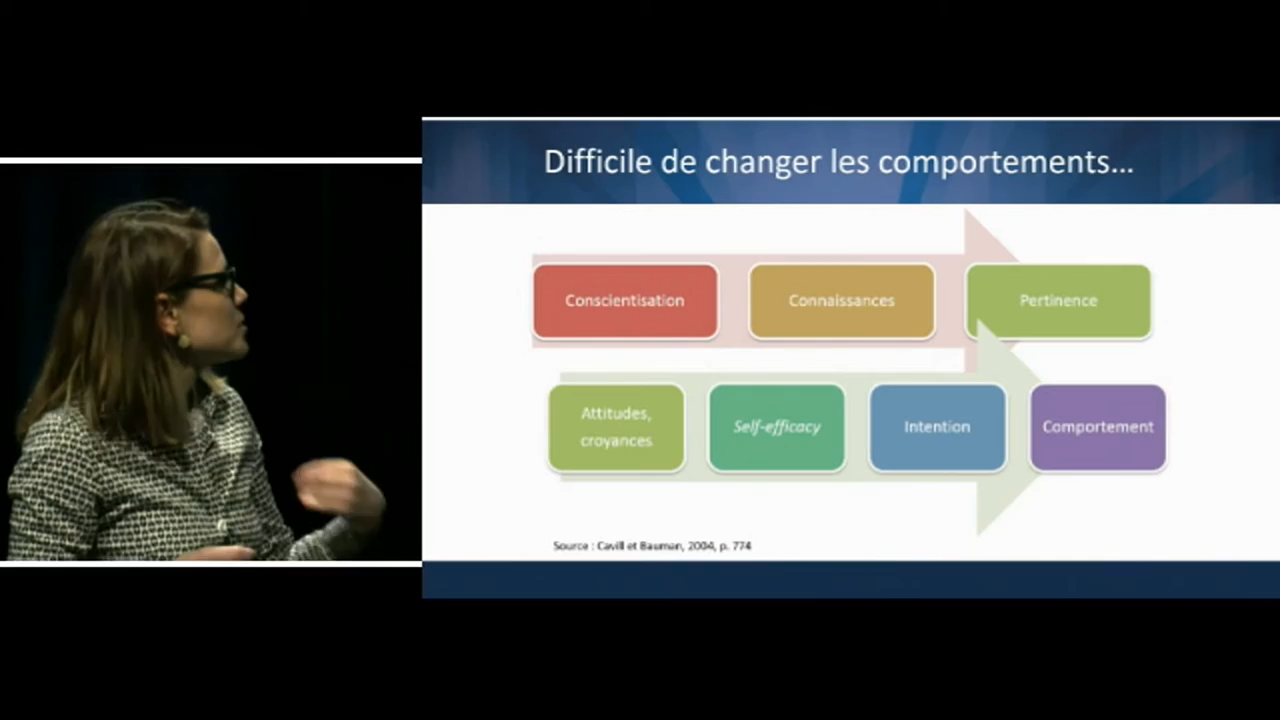 Difficile de changer les comportements...
Conscientisation
Connaissances
Pertinence
Attitudes,
croyances
Self-efficacy
Intention
Comportement
Source : Cavill et Bauman, 2004, p. 774